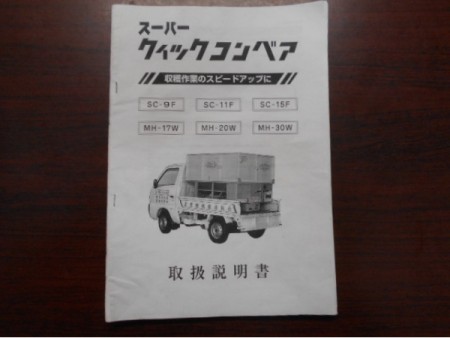 スーパー
クイックコンベア
収穫作業のスピードアップに
SC-9F SC-11F SC-15F
MH-17W MH-20W MH-30W
取扱説明書